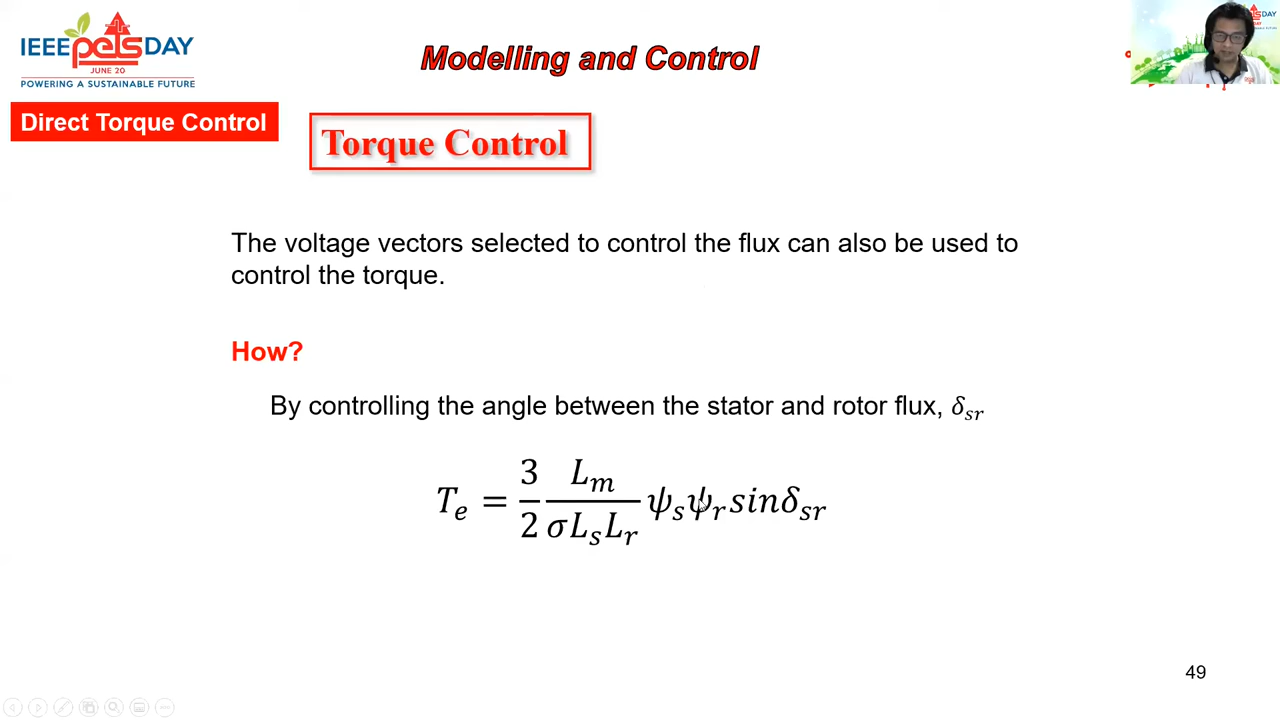 IEEE pels DAY
JUNE 20
POWERING A SUSTAINABLE FUTURE
Modelling and Control
DAY
Direct Torque Control
Torque Control
The voltage vectors selected to control the flux can also be used to
control the torque.
How?
By controlling the angle between the stator and rotor flux, δ_sr
T_e = 3/2 L_m/(σL_sL_r) ψ_sψ_r sinδ_sr
49